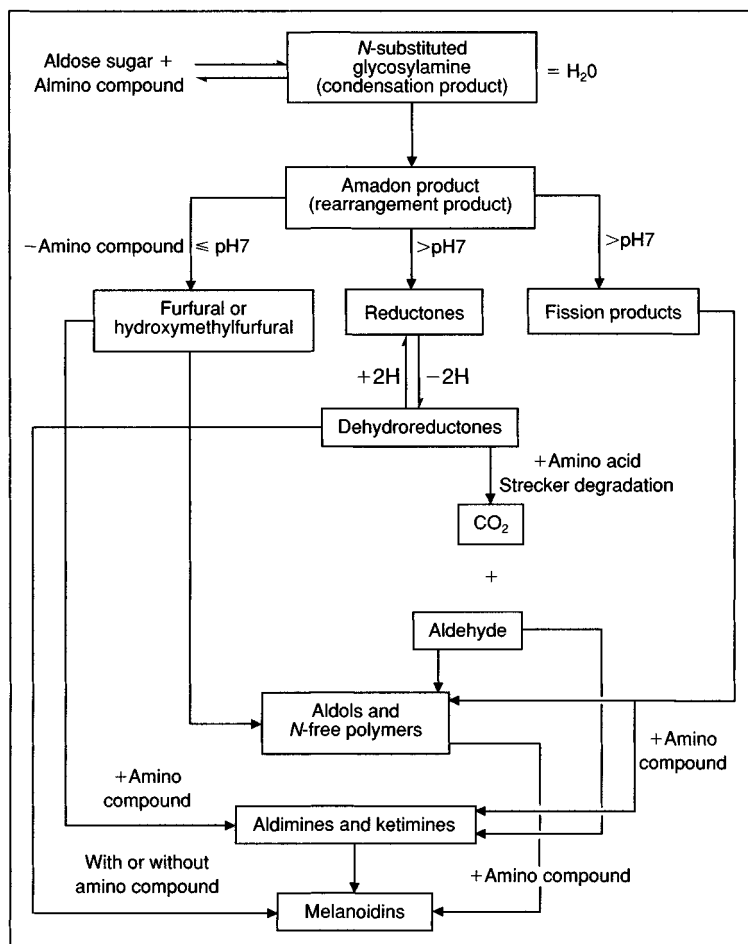 N-substituted
Aldose sugar +
glycosylamine
= H₂0
Almino compound
(condensation product)
Amadon product
(rearrangement product)
−Amino compound
≤ pH7
>pH7
>pH7
Furfural or
hydroxymethylfurfural
Reductones
Fission products
+2H
−2H
Dehydroreductones
+Amino acid
Strecker degradation
CO₂
+
Aldehyde
Aldols and
N-free polymers
+Amino
compound
+Amino
compound
Aldimines and ketimines
With or without
amino compound
+Amino compound
Melanoidins